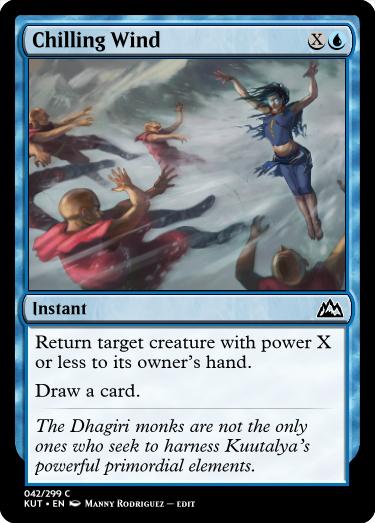 Chilling Wind X
Instant
Return target creature with power X
or less to its owner's hand.
Draw a card.
The Dhagiri monks are not the only
ones who seek to harness Kuutalya's
powerful primordial elements.
042/299 C
KUT • EN Manny Rodriguez — edit